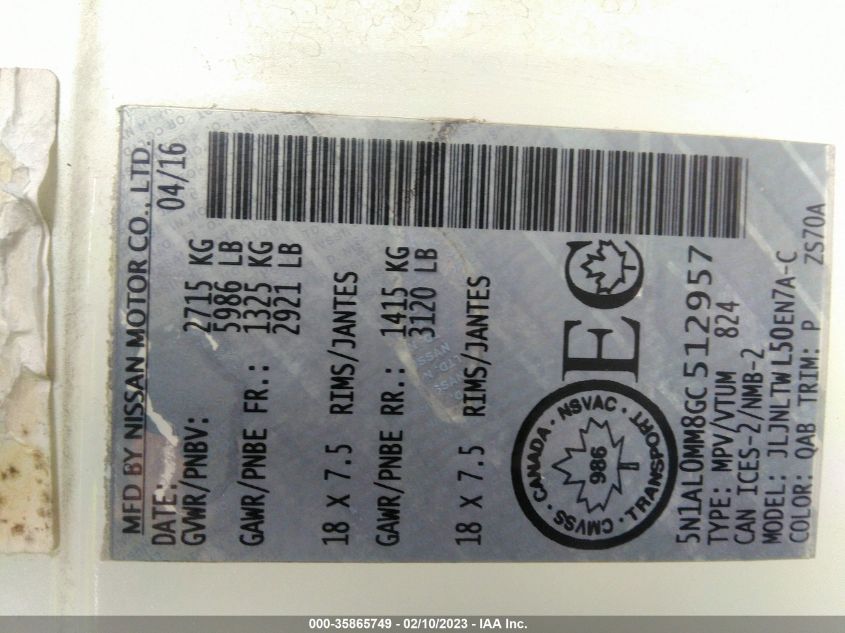 MFD BY NISSAN MOTOR CO., LTD.
DATE: 04/16
GVWR/PNBV: 2715 KG
5986 LB
GAWR/PNBE FR.: 1325 KG
2921 LB
18 X 7.5 RIMS/JANTES
GAWR/PNBE RR.: 1415 KG
3120 LB
18 X 7.5 RIMS/JANTES
CANADA · NSVAC · TRANSPORT · CMVSS ·
986
EC
5N1AL0MM8GC512957
TYPE: MPV/VTUM 824
CAN ICES-2/NMB-2
MODEL: JLJNLTWL50EN7A-C
COLOR: QAB TRIM: P ZS70A
000-35865749 - 02/10/2023 - IAA Inc.